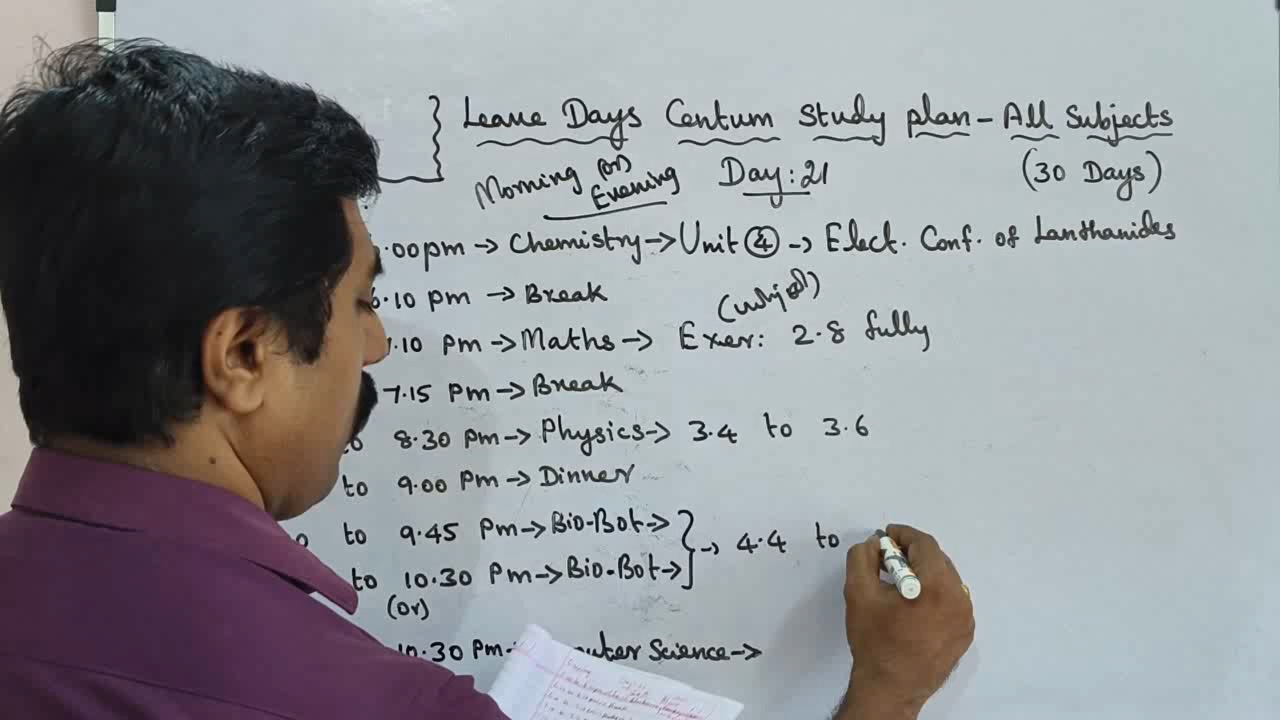 Leave Days Centum Study plan - All Subjects
Morning (or) Evening Day: 21 (30 Days)
.00pm → Chemistry → Unit ④ → Elect. Conf. of Lanthanides
6.10 pm → Break
.10 pm → Maths → Exer: 2.8 fully
7.15 pm → Break
to 8.30 pm → Physics → 3.4 to 3.6
to 9.00 pm → Dinner
to 9.45 pm → Bio-Bot →
} → 4.4 to
to 10.30 pm → Bio-Bot →
(Or)
10.30 pm Science →